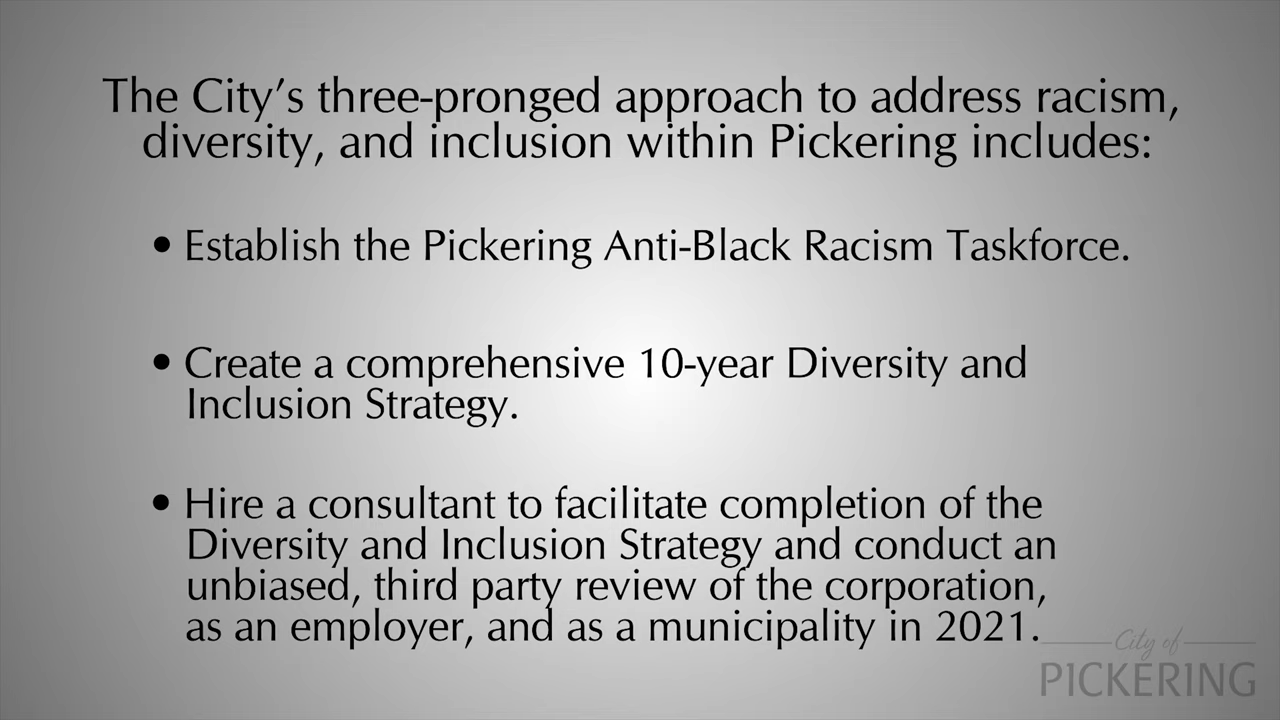 The City’s three-pronged approach to address racism,
diversity, and inclusion within Pickering includes:
• Establish the Pickering Anti-Black Racism Taskforce.
• Create a comprehensive 10-year Diversity and
Inclusion Strategy.
• Hire a consultant to facilitate completion of the
Diversity and Inclusion Strategy and conduct an
unbiased, third party review of the corporation,
as an employer, and as a municipality in 2021.
City of
PICKERING